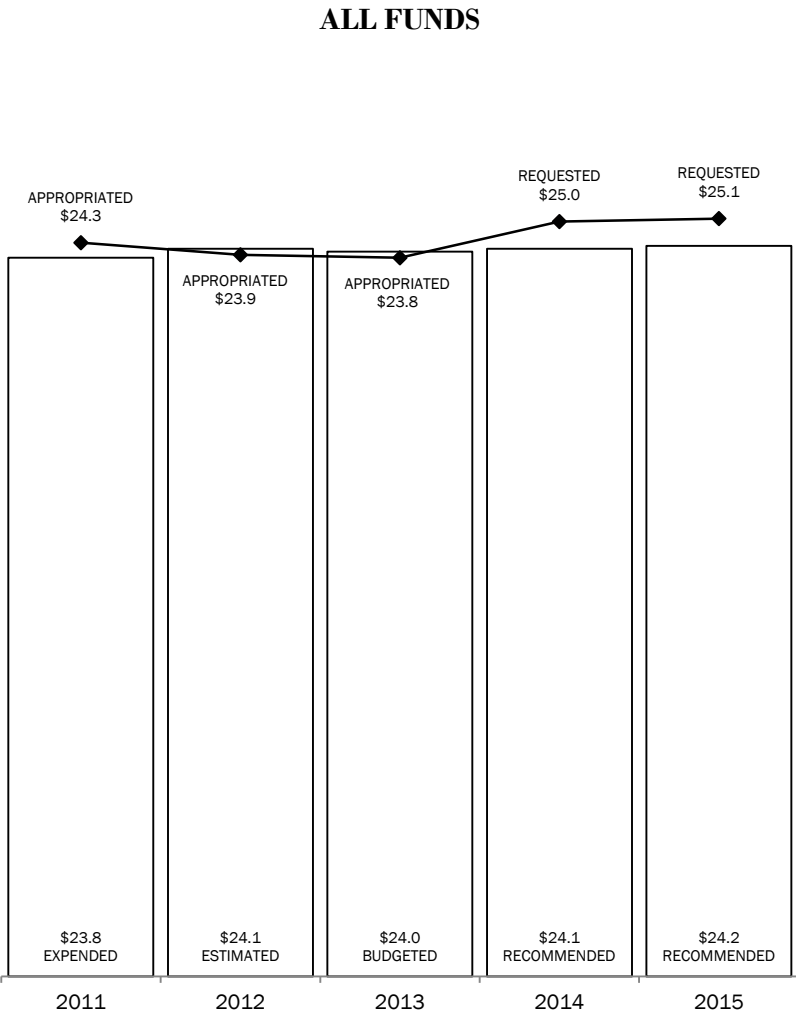 ALL FUNDS
APPROPRIATED
$24.3
APPROPRIATED
$23.9
APPROPRIATED
$23.8
REQUESTED
$25.0
REQUESTED
$25.1
$23.8
EXPENDED
$24.1
ESTIMATED
$24.0
BUDGETED
$24.1
RECOMMENDED
$24.2
RECOMMENDED
2011
2012
2013
2014
2015